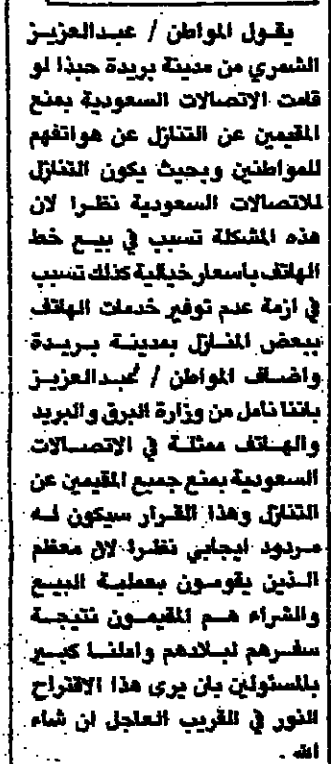 يقول المواطن / عبدالعزيز
الشمري من مدينة بريدة حبذا لو
قامت الاتصالات السعودية بمنع
المقيمين عن التنازل عن هواتفهم
للمواطنين وبحيث يكون التنازل
للاتصالات السعودية نظرا لان
هذه المشكلة تسبب في بيع خط
الهاتف بأسعار خيالية كذلك تسبب
في ازمة عدم توفير خدمات الهاتف
ببعض المنازل بمدينة بريدة
واضاف المواطن / عبدالعزيز
باننا نامل من وزارة البرق والبريد
والهاتف ممثلة في الاتصالات
السعودية بمنع جميع المقيمين عن
التنازل وهذا القرار سيكون له
مردود ايجابي نظرا لان معظم
الذين يقومون بعملية البيع
والشراء هم المقيمون نتيجة
سفرهم لبلادهم واملنا كبير
بالمسئولين بان يرى هذا الاقتراح
النور في القريب العاجل ان شاء
الله .